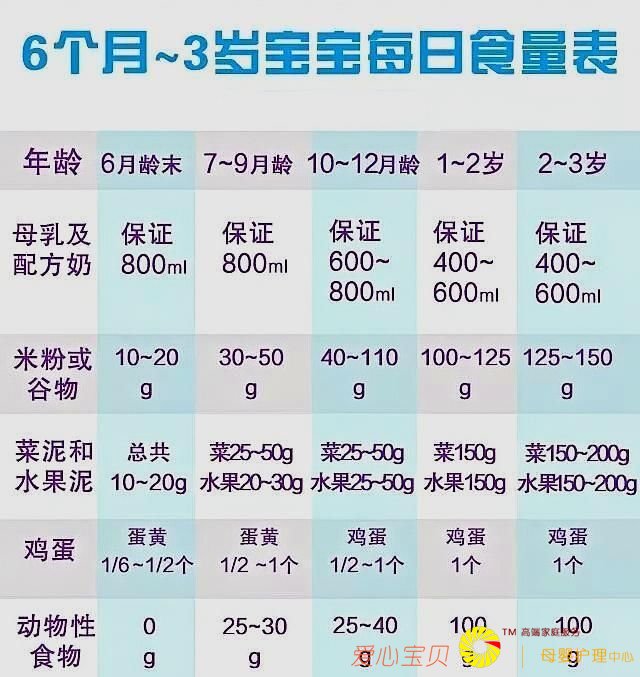 6个月~3岁宝宝每日食量表
年龄 6月龄末 7~9月龄 10~12月龄 1~2岁 2~3岁
母乳及 保证 保证 保证 保证 保证
配方奶 800ml 800ml 600~ 400~ 400~
800ml 600ml 600ml
米粉或 10~20 30~50 40~110 100~125 125~150
谷物 g g g g g
菜泥和 总共 菜25~50g 菜25~50g 菜150g 菜150~200g
水果泥 10~20g 水果20~30g 水果25~50g 水果150g 水果150~200g
鸡蛋 蛋黄 蛋黄 鸡蛋 鸡蛋 鸡蛋
1/6~1/2个 1/2 ~1个 1/2~1个 1个 1个
动物性 0 25~30 25~40 100 100
食物 g g g g g
TM 高端家庭服务
爱心宝贝 母婴护理中心